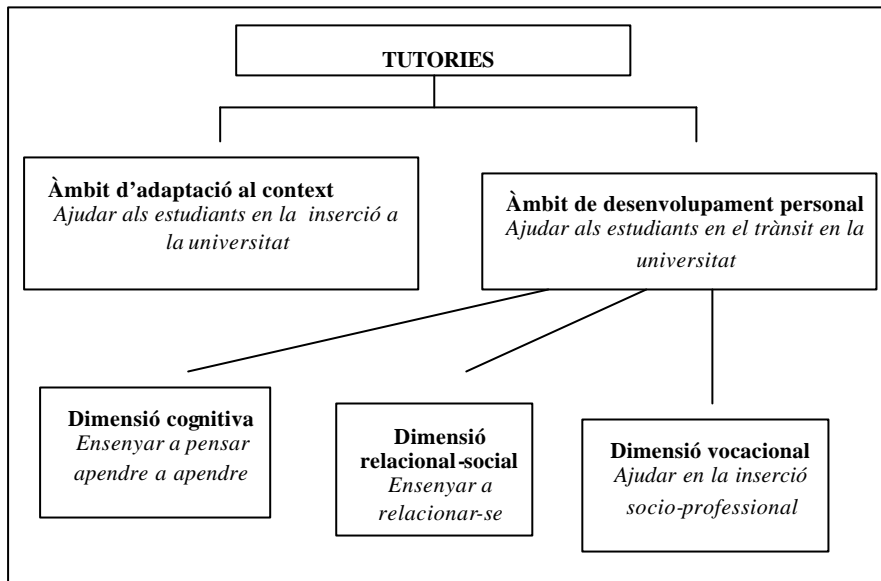 TUTORIES
Àmbit d’adaptació al context
Ajudar als estudiants en la inserció a
la universitat
Àmbit de desenvolupament personal
Ajudar als estudiants en el trànsit en la
universitat
Dimensió cognitiva
Ensenyar a pensar
apendre a apendre
Dimensió
relacional-social
Ensenyar a
relacionar-se
Dimensió vocacional
Ajudar en la inserció
socio-professional